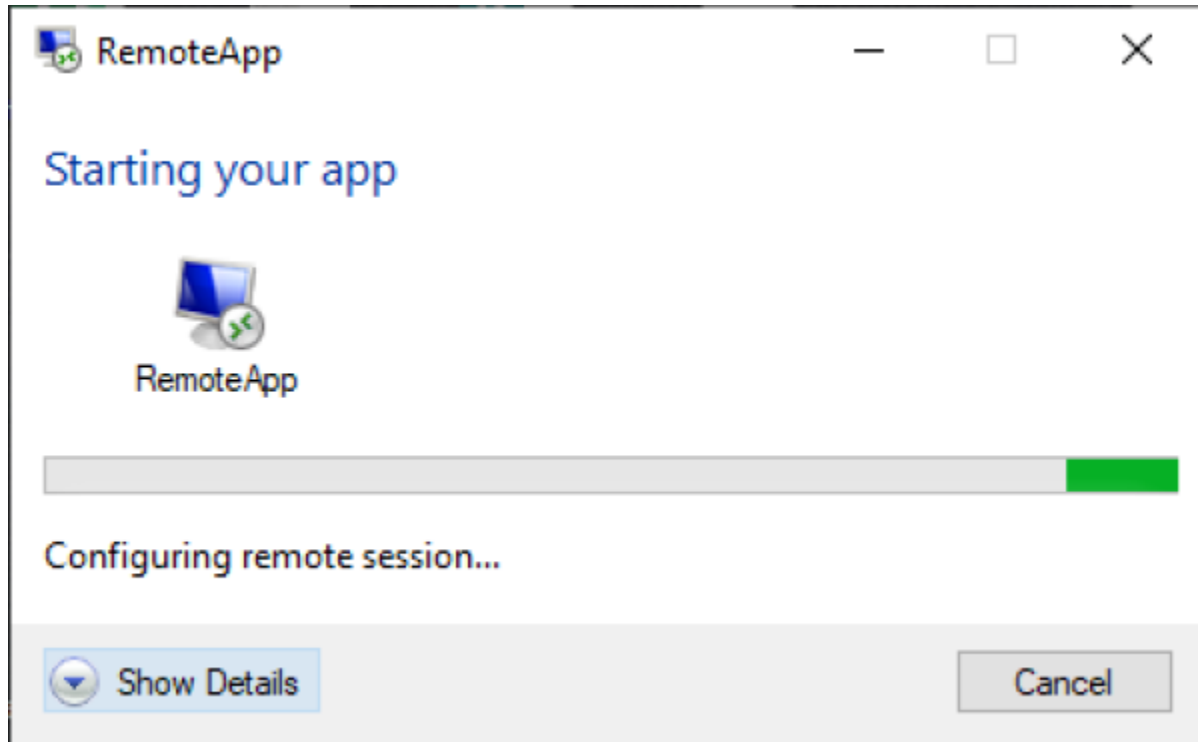 RemoteApp
Starting your app
RemoteApp
Configuring remote session...
Show Details
Cancel